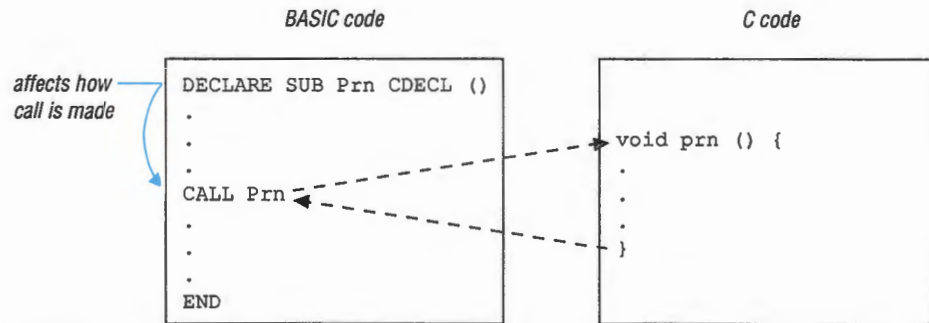 BASIC code
C code
affects how
call is made
DECLARE SUB Prn CDECL ()
.
.
.
CALL Prn
.
.
.
END
void prn () {
.
.
.
}